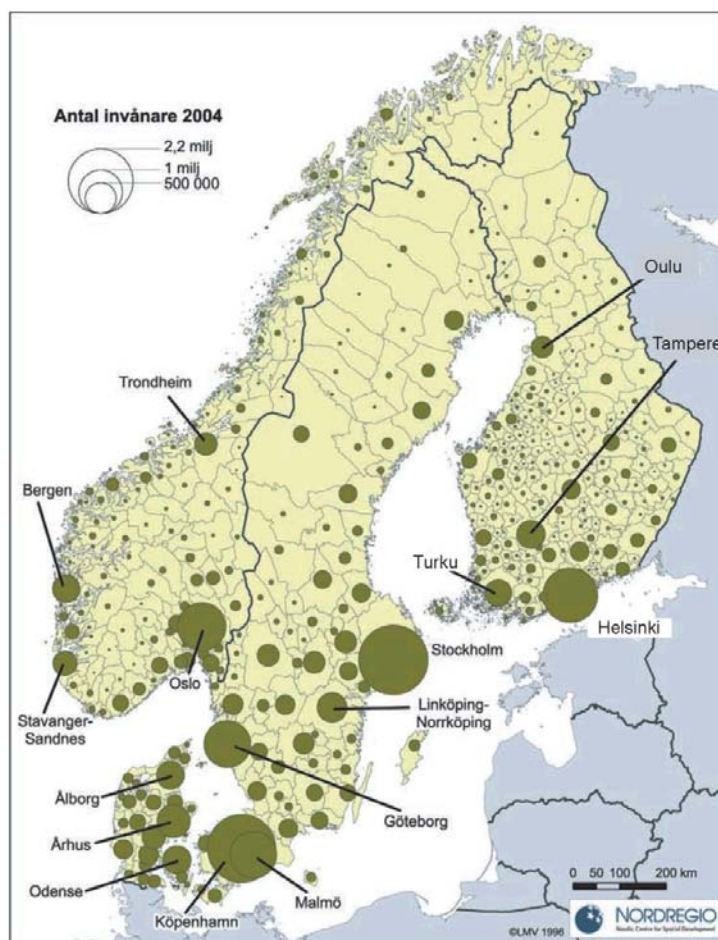 Antal invånare 2004
2,2 milj
1 milj
500 000
Oulu
Tampere
Trondheim
Bergen
Turku
Helsinki
Stockholm
Oslo
Stavanger-
Sandnes
Linköping-
Norrköping
Ålborg
Göteborg
Århus
Odense
Malmö
Köpenhamn
0 50 100 200 km
©LMV 1996
NORDREGIO
Nordic Centre for Spatial Development